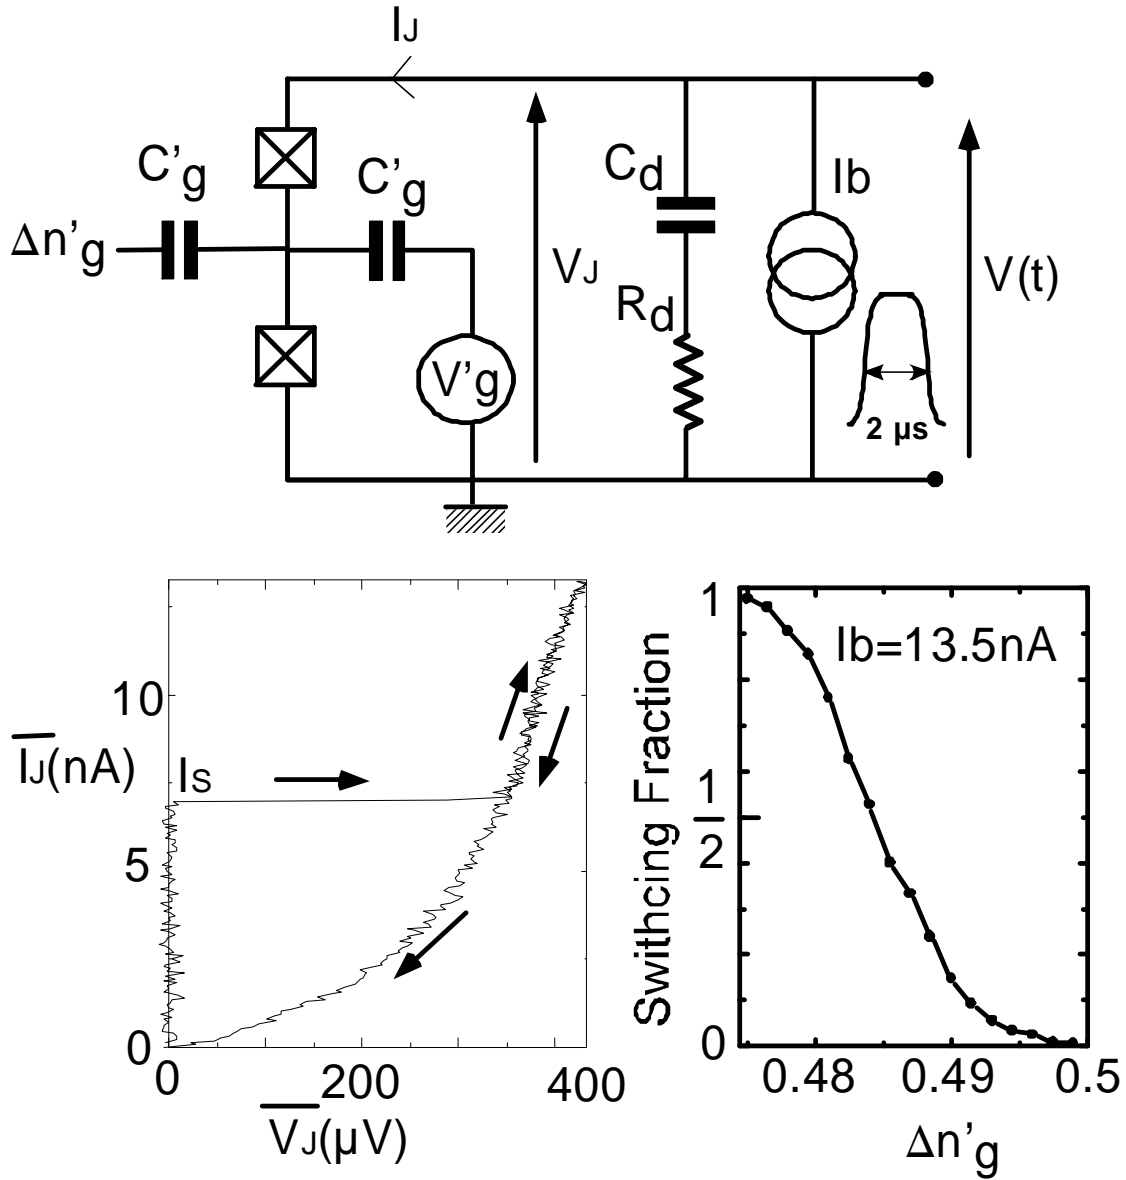 IJ
C'g
C'g
Δn'g
V'g
VJ
Cd
Rd
Ib
2 µs
V(t)
10
IJ(nA)
IS
5
0
0
200
400
VJ(µV)
1
Ib=13.5nA
Swithcing Fraction
1
2
0
0.48
0.49
0.5
Δn'g